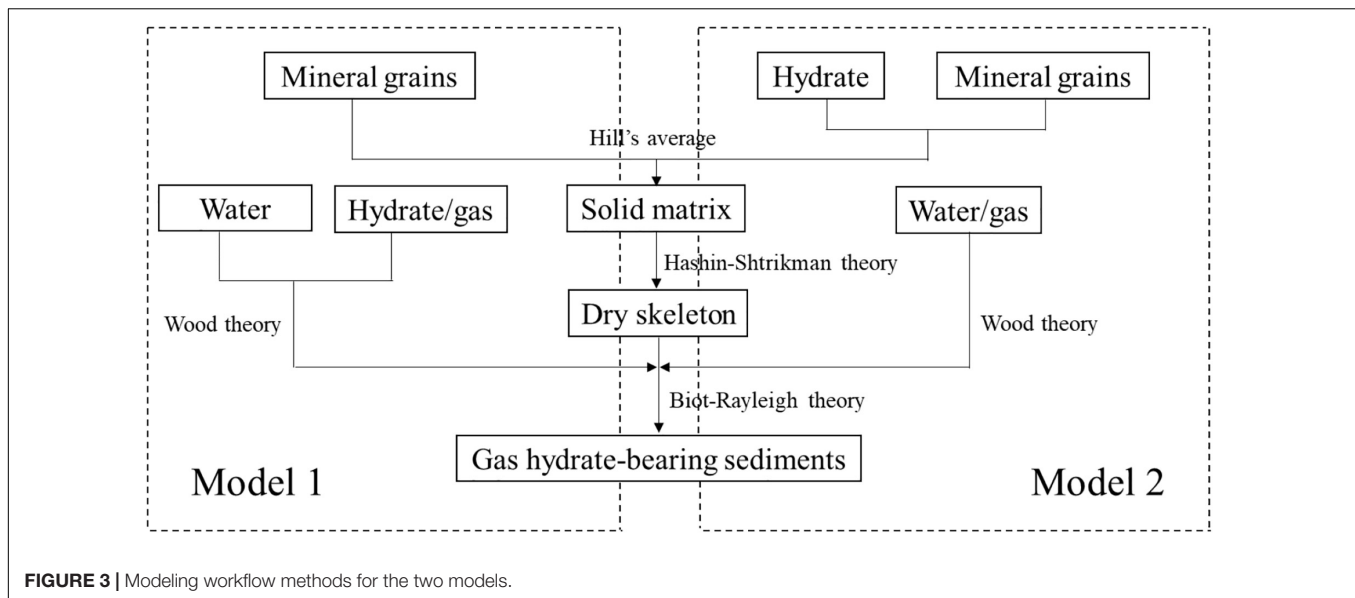 Mineral grains
Hydrate
Mineral grains
Hill's average
Water
Hydrate/gas
Solid matrix
Water/gas
Hashin-Shtrikman theory
Dry skeleton
Wood theory
Wood theory
Biot-Rayleigh theory
Gas hydrate-bearing sediments
Model 1
Model 2
FIGURE 3 | Modeling workflow methods for the two models.